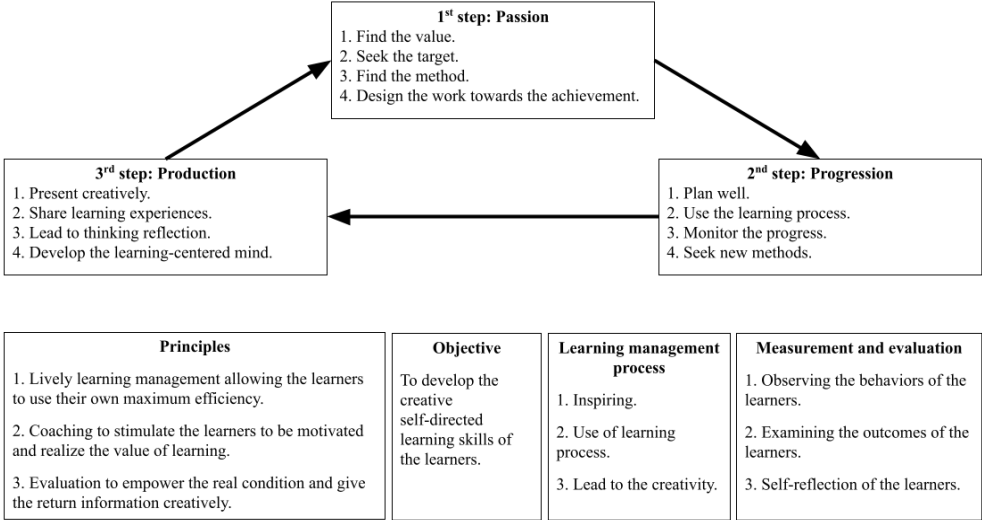 1st step: Passion
1. Find the value.
2. Seek the target.
3. Find the method.
4. Design the work towards the achievement.
3rd step: Production
1. Present creatively.
2. Share learning experiences.
3. Lead to thinking reflection.
4. Develop the learning-centered mind.
2nd step: Progression
1. Plan well.
2. Use the learning process.
3. Monitor the progress.
4. Seek new methods.
Principles
1. Lively learning management allowing the learners
to use their own maximum efficiency.
2. Coaching to stimulate the learners to be motivated
and realize the value of learning.
3. Evaluation to empower the real condition and give
the return information creatively.
Objective
To develop the
creative
self-directed
learning skills of
the learners.
Learning management
process
1. Inspiring.
2. Use of learning
process.
3. Lead to the creativity.
Measurement and evaluation
1. Observing the behaviors of the
learners.
2. Examining the outcomes of the
learners.
3. Self-reflection of the learners.